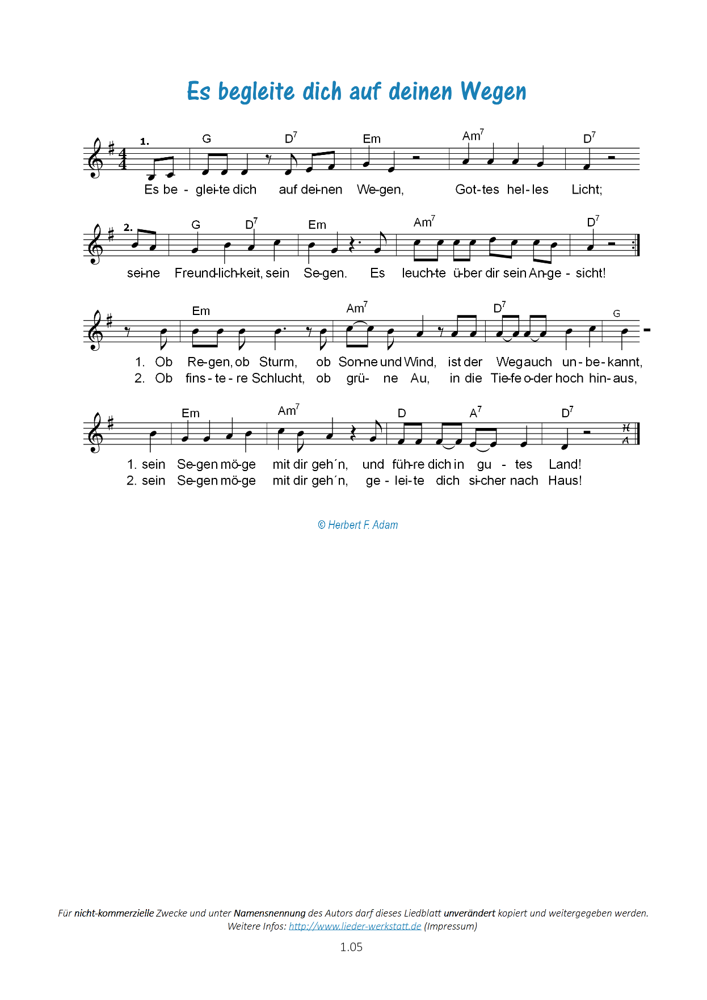 Es begleite dich auf deinen Wegen
1. G D7 Em Am7 D7
4
4
Es be - glei-te dich auf dei-nen We-gen, Got-tes hel-les Licht;
2. G D7 Em Am7 D7
sei-ne Freund-lich-keit, sein Se-gen. Es leuch-te ü-ber dir sein An-ge - sicht!
Em Am7 D7 G
1. Ob Re-gen, ob Sturm, ob Son-ne und Wind, ist der Weg auch un-be-kannt,
2. Ob fins-te-re Schlucht, ob grü- ne Au, in die Tie-fe o-der hoch hin-aus,
Em Am7 D A7 D7
H
A
1. sein Se-gen mö-ge mit dir geh´n, und füh-re dich in gu - tes Land!
2. sein Se-gen mö-ge mit dir geh´n, ge - lei-te dich si-cher nach Haus!
© Herbert F. Adam
Für nicht-kommerzielle Zwecke und unter Namensnennung des Autors darf dieses Liedblatt unverändert kopiert und weitergegeben werden.
Weitere Infos: http://www.lieder-werkstatt.de (Impressum)
1.05